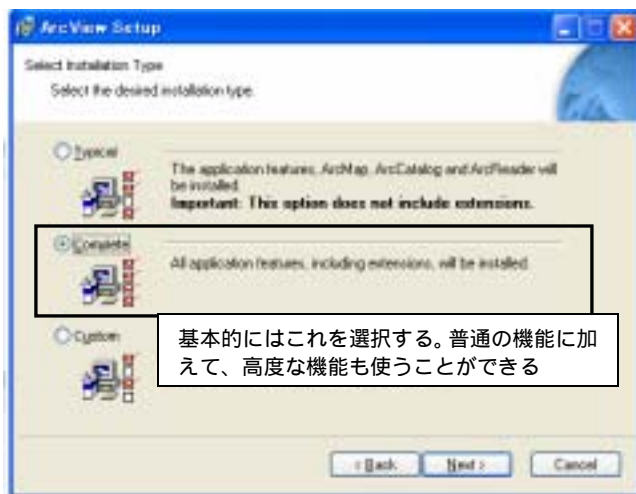 ArcView Setup
Select Installation Type
Select the desired installation type.
Typical
The application features, ArcMap, ArcCatalog and ArcReader will
be installed.
Important: This option does not include extensions.
Complete
All application features, including extensions, will be installed.
Custom
基本的にはこれを選択する。普通の機能に加
えて、高度な機能も使うことができる
< Back
Next >
Cancel